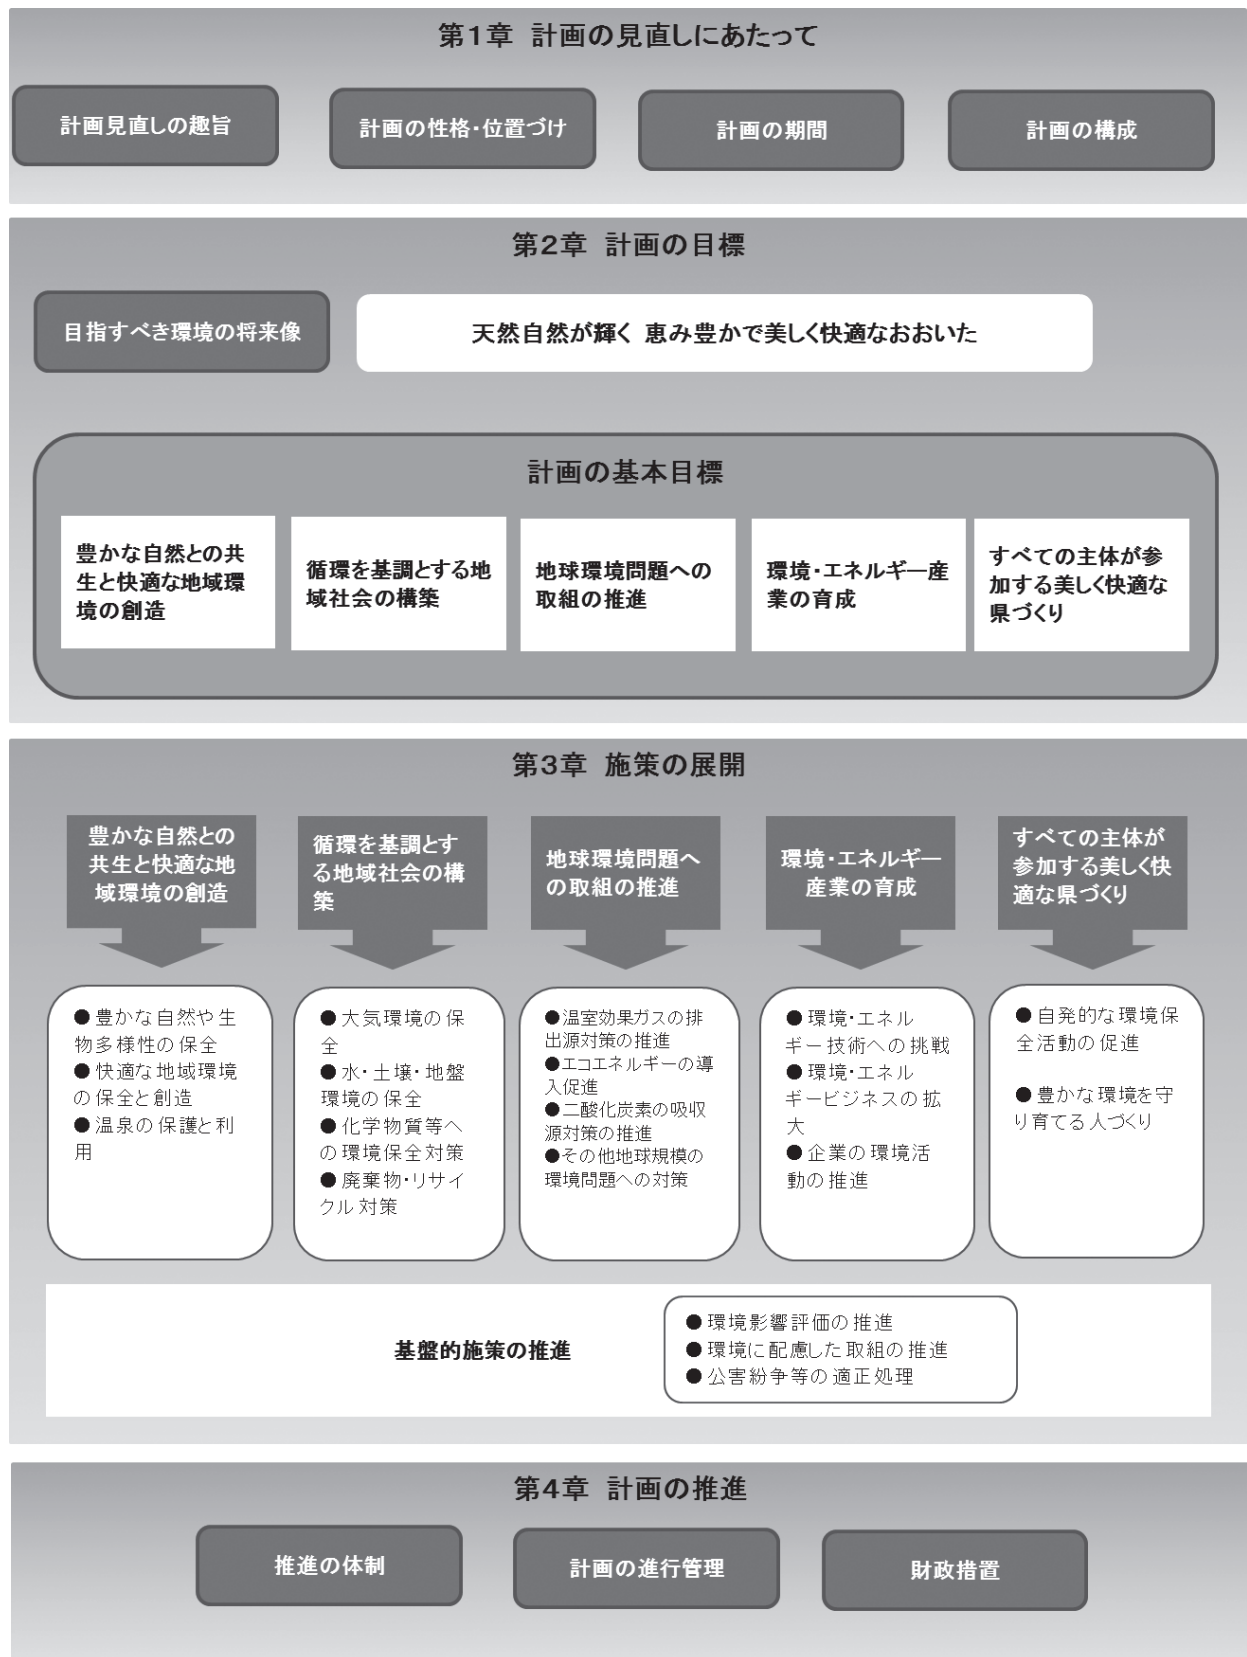 第1章 計画の見直しにあたって
計画見直しの趣旨
計画の性格・位置づけ
計画の期間
計画の構成
第2章 計画の目標
目指すべき環境の将来像
天然自然が輝く 恵み豊かで美しく快適なおおいた
計画の基本目標
豊かな自然との共
生と快適な地域環
境の創造
循環を基調とする地
域社会の構築
地球環境問題への
取組の推進
環境・エネルギー産
業の育成
すべての主体が参
加する美しく快適な
県づくり
第3章 施策の展開
豊かな自然との
共生と快適な地
域環境の創造
循環を基調とす
る地域社会の構
築
地球環境問題へ
の取組の推進
環境・エネルギー
産業の育成
すべての主体が
参加する美しく快
適な県づくり
●豊かな自然や生
物多様性の保全
●快適な地域環境
の保全と創造
●温泉の保護と利
用
●大気環境の保
全
●水・土壌・地盤
環境の保全
●化学物質等へ
の環境保全対策
●廃棄物・リサイ
クル対策
●温室効果ガスの排
出源対策の推進
●エコエネルギーの導
入促進
●二酸化炭素の吸収
源対策の推進
●その他地球規模の
環境問題への対策
●環境・エネル
ギー技術への挑戦
●環境・エネル
ギービジネスの拡
大
●企業の環境活
動の推進
●自発的な環境保
全活動の促進
●豊かな環境を守
り育てる人づくり
基盤的施策の推進
●環境影響評価の推進
●環境に配慮した取組の推進
●公害紛争等の適正処理
第4章 計画の推進
推進の体制
計画の進行管理
財政措置